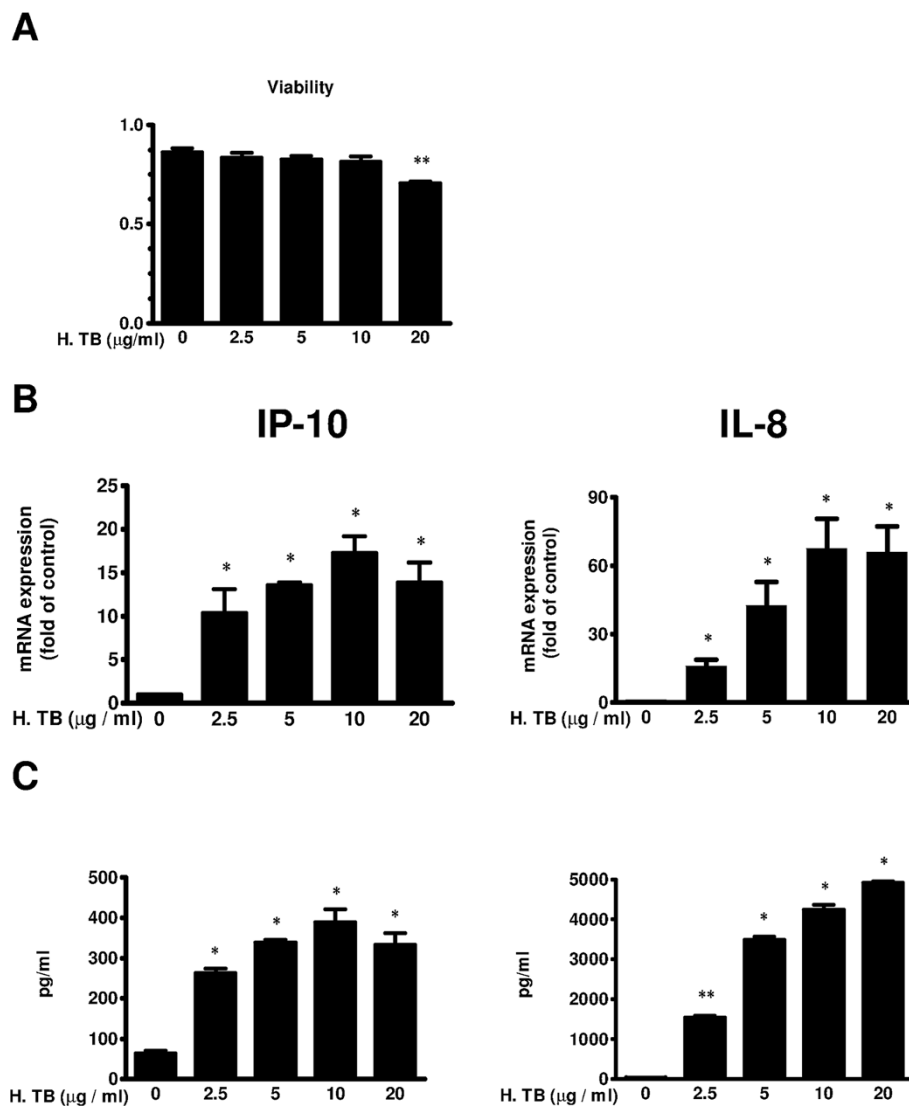 A
Viability
1.0
**
0.5
0.0
H. TB (μg/ml) 0 2.5 5 10 20
B
IP-10 IL-8
mRNA expression
(fold of control)
25
20
15
10
5
0
* * * *
H. TB (μg / ml) 0 2.5 5 10 20
mRNA expression
(fold of control)
90
60
30
0
* * * *
H. TB (μg / ml) 0 2.5 5 10 20
C
pg/ml
500
400
300
200
100
0
* * * *
H. TB (μg / ml) 0 2.5 5 10 20
pg/ml
5000
4000
3000
2000
1000
0
** * * *
H. TB (μg / ml) 0 2.5 5 10 20